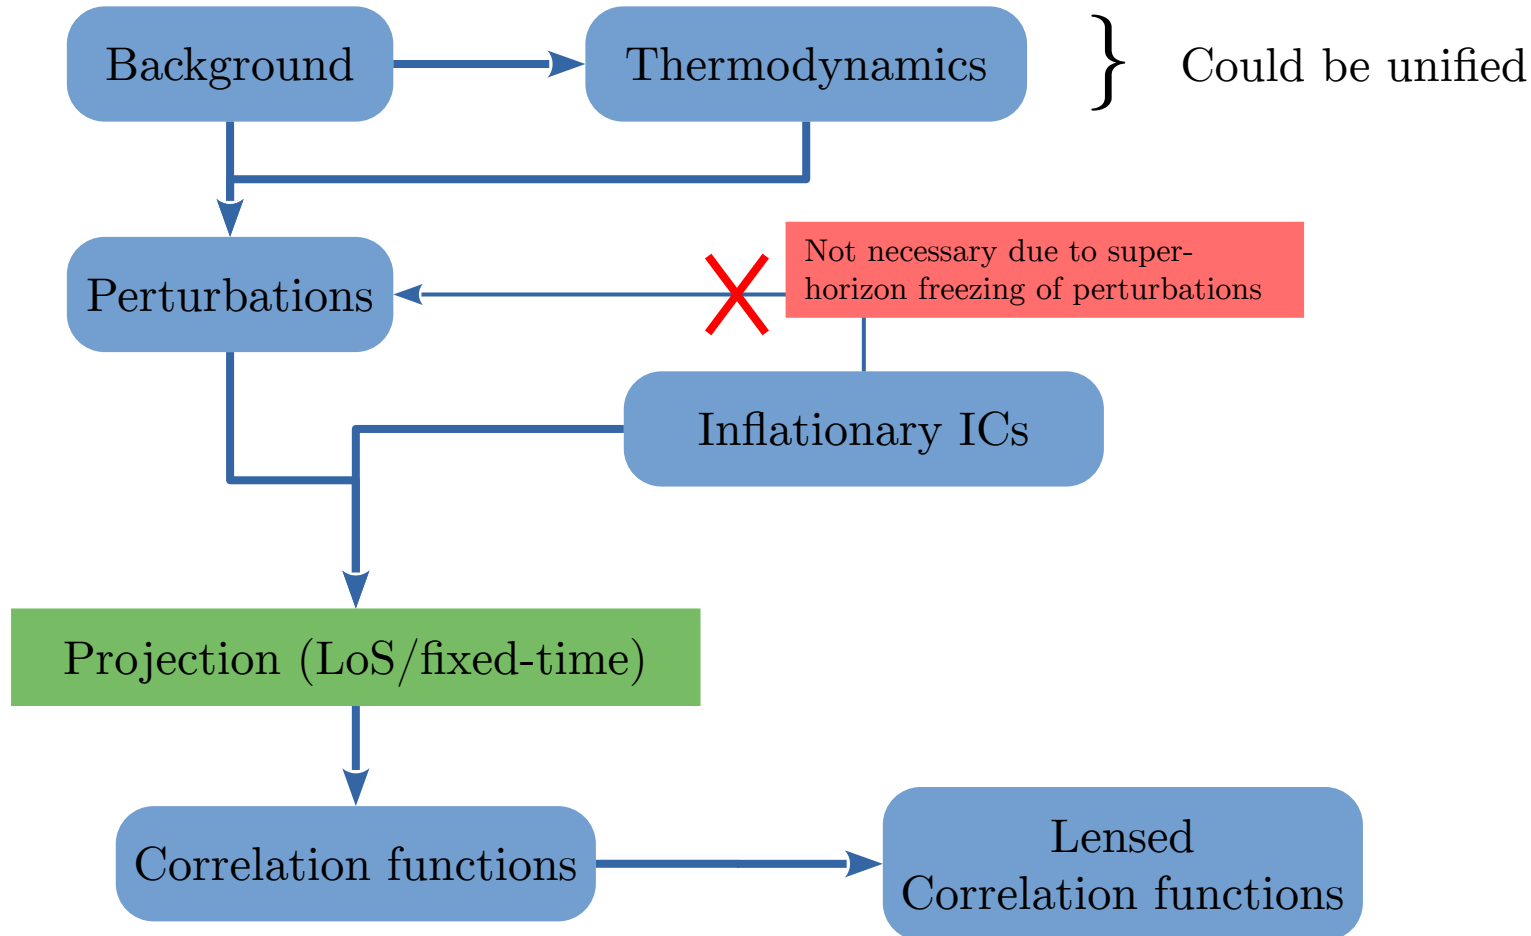 Background
Thermodynamics
}
Could be unified
Perturbations
Not necessary due to super-
horizon freezing of perturbations
Inflationary ICs
Projection (LoS/fixed-time)
Correlation functions
Lensed
Correlation functions